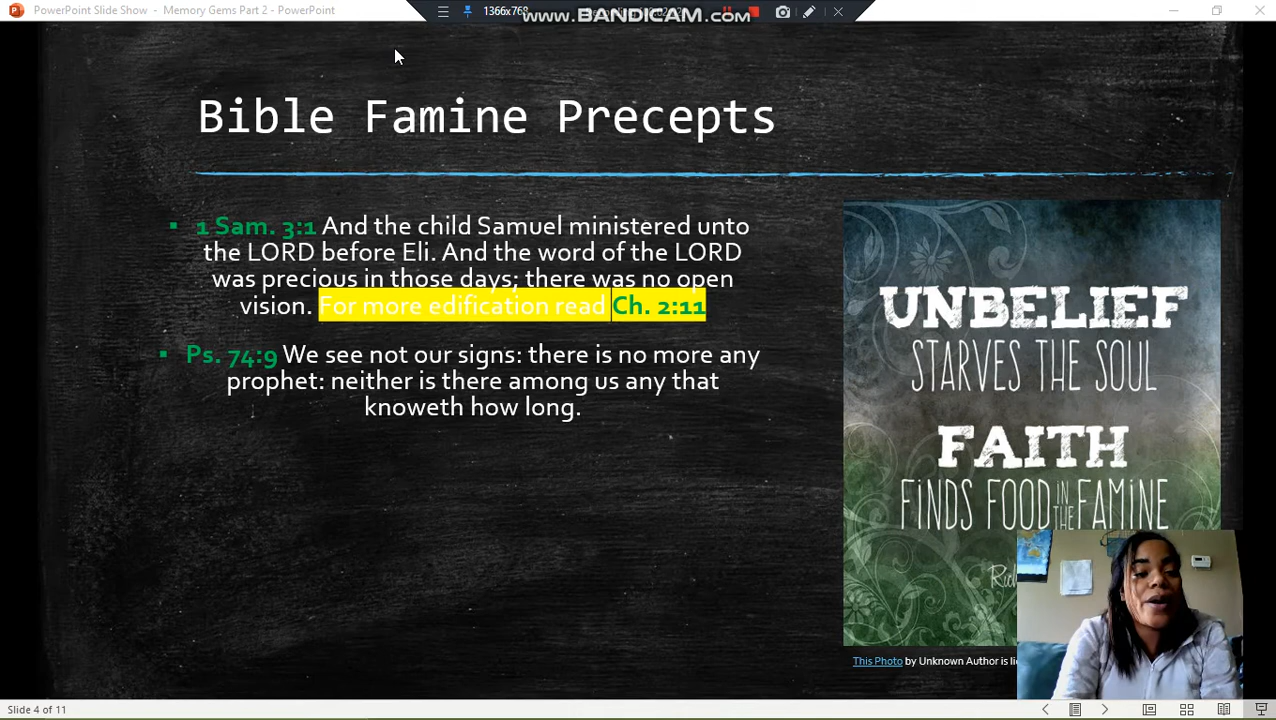 PowerPoint Slide Show - Memory Gems Part 2 - PowerPoint
1366x768
www.BANDICAM.com
Bible Famine Precepts
▪ 1 Sam. 3:1 And the child Samuel ministered unto
the LORD before Eli. And the word of the LORD
was precious in those days; there was no open
vision. For more edification read Ch. 2:11
▪ Ps. 74:9 We see not our signs: there is no more any
prophet: neither is there among us any that
knoweth how long.
UNBELIEF
STARVES THE SOUL
FAITH
FINDS FOOD IN THE FAMINE
This Photo by Unknown Author is
Slide 4 of 11